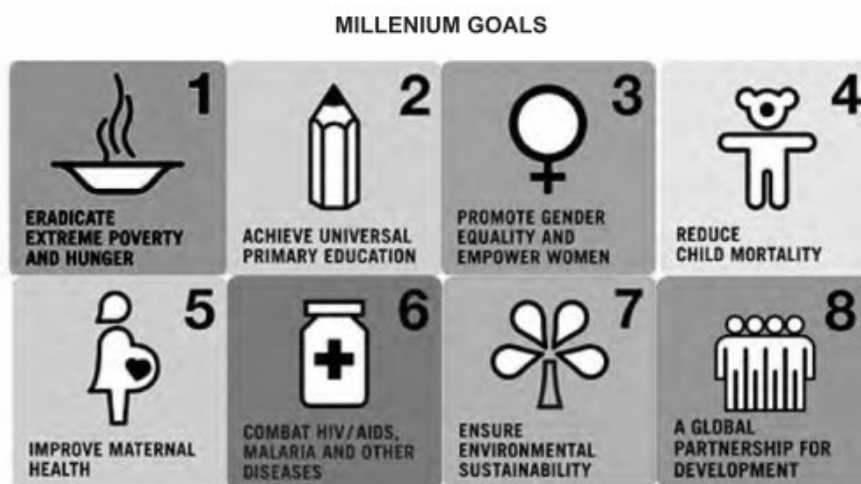 MILLENIUM GOALS
1
ERADICATE
EXTREME POVERTY
AND HUNGER
2
ACHIEVE UNIVERSAL
PRIMARY EDUCATION
3
PROMOTE GENDER
EQUALITY AND
EMPOWER WOMEN
4
REDUCE
CHILD MORTALITY
5
IMPROVE MATERNAL
HEALTH
6
COMBAT HIV/AIDS,
MALARIA AND OTHER
DISEASES
7
ENSURE
ENVIRONMENTAL
SUSTAINABILITY
8
A GLOBAL
PARTNERSHIP FOR
DEVELOPMENT